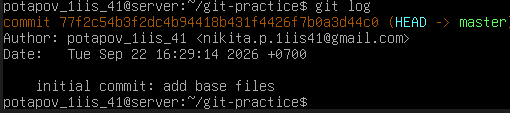 potapov_1iis_41@server:~/git-practice$ git log
commit 77f2c54b3f2dc4b94418b431f4426f7b0a3d44c0 (HEAD -> master)
Author: potapov_1iis_41 <nikita.p.1iis41@gmail.com>
Date:   Tue Sep 22 16:29:14 2026 +0700

    initial commit: add base files
potapov_1iis_41@server:~/git-practice$